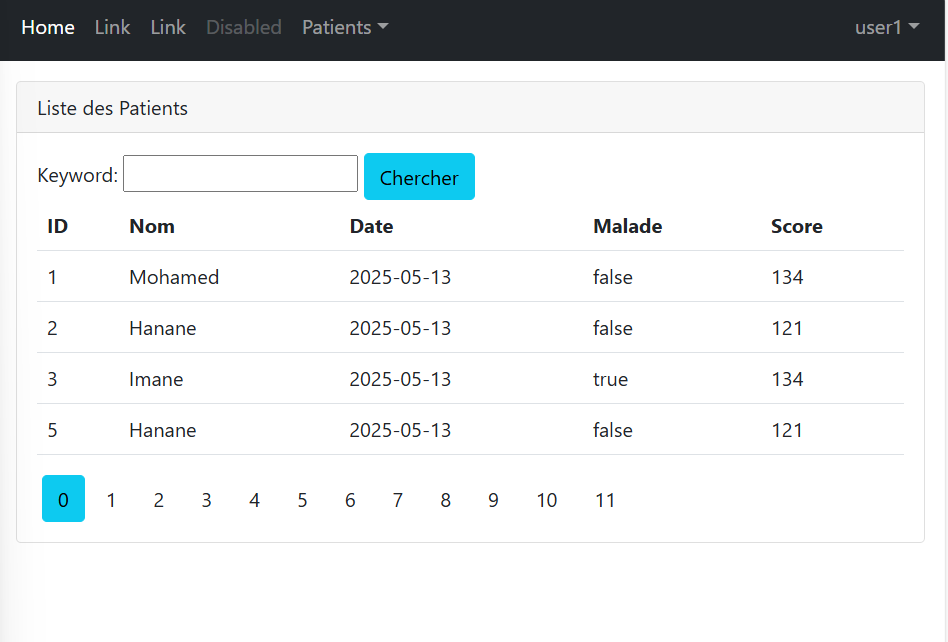 Home Link Link Disabled Patients user1
Liste des Patients
Keyword: Chercher
ID Nom Date Malade Score
1 Mohamed 2025-05-13 false 134
2 Hanane 2025-05-13 false 121
3 Imane 2025-05-13 true 134
5 Hanane 2025-05-13 false 121
0 1 2 3 4 5 6 7 8 9 10 11